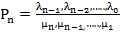 Pₙ = λₙ₋₁,λₙ₋₂,.....,λ₀ / μₙ,μₙ₋₁,.....,μ₁